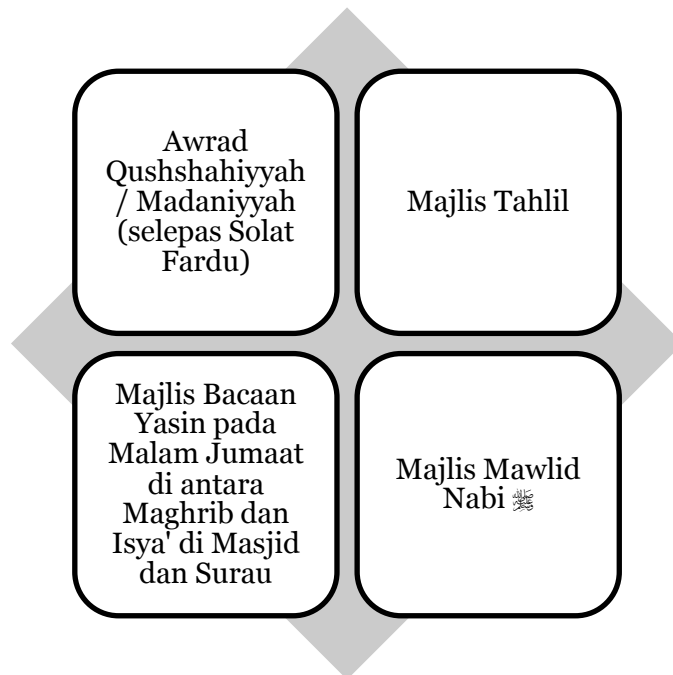 Awrad
Qushshahiyyah
/ Madaniyyah
(selepas Solat
Fardu)
Majlis Tahlil
Majlis Bacaan
Yasin pada
Malam Jumaat
di antara
Maghrib dan
Isya' di Masjid
dan Surau
Majlis Mawlid
Nabi ﷺ